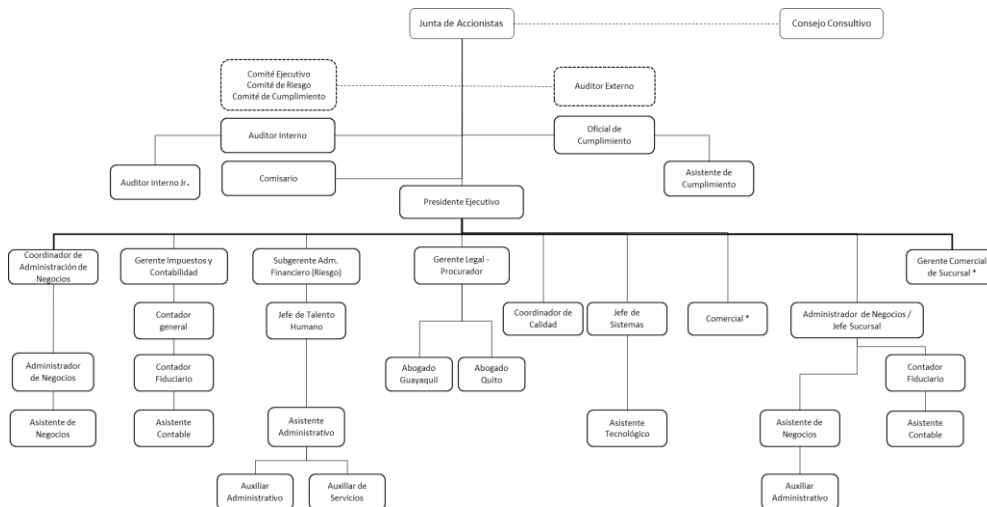 Junta de Accionistas
Consejo Consultivo
Comité Ejecutivo
Comité de Riesgo
Comité de Cumplimiento
Auditor Externo
Auditor Interno
Oficial de
Cumplimiento
Auditor Interno Jr.
Comisario
Asistente de
Cumplimiento
Presidente Ejecutivo
Coordinador de
Administración de
Negocios
Gerente Impuestos y
Contabilidad
Subgerente Adm.
Financiero (Riesgo)
Gerente Legal -
Procurador
Gerente Comercial
de Sucursal *
Contador
general
Jefe de Talento
Humano
Coordinador de
Calidad
Jefe de
Sistemas
Comercial *
Administrador de Negocios /
Jefe Sucursal
Administrador
de Negocios
Contador
Fiduciario
Abogado
Guayaquil
Abogado
Quito
Contador
Fiduciario
Asistente de
Negocios
Asistente
Contable
Asistente
Administrativo
Asistente
Tecnológico
Asistente de
Negocios
Asistente
Contable
Auxiliar
Administrativo
Auxiliar de
Servicios
Auxiliar
Administrativo